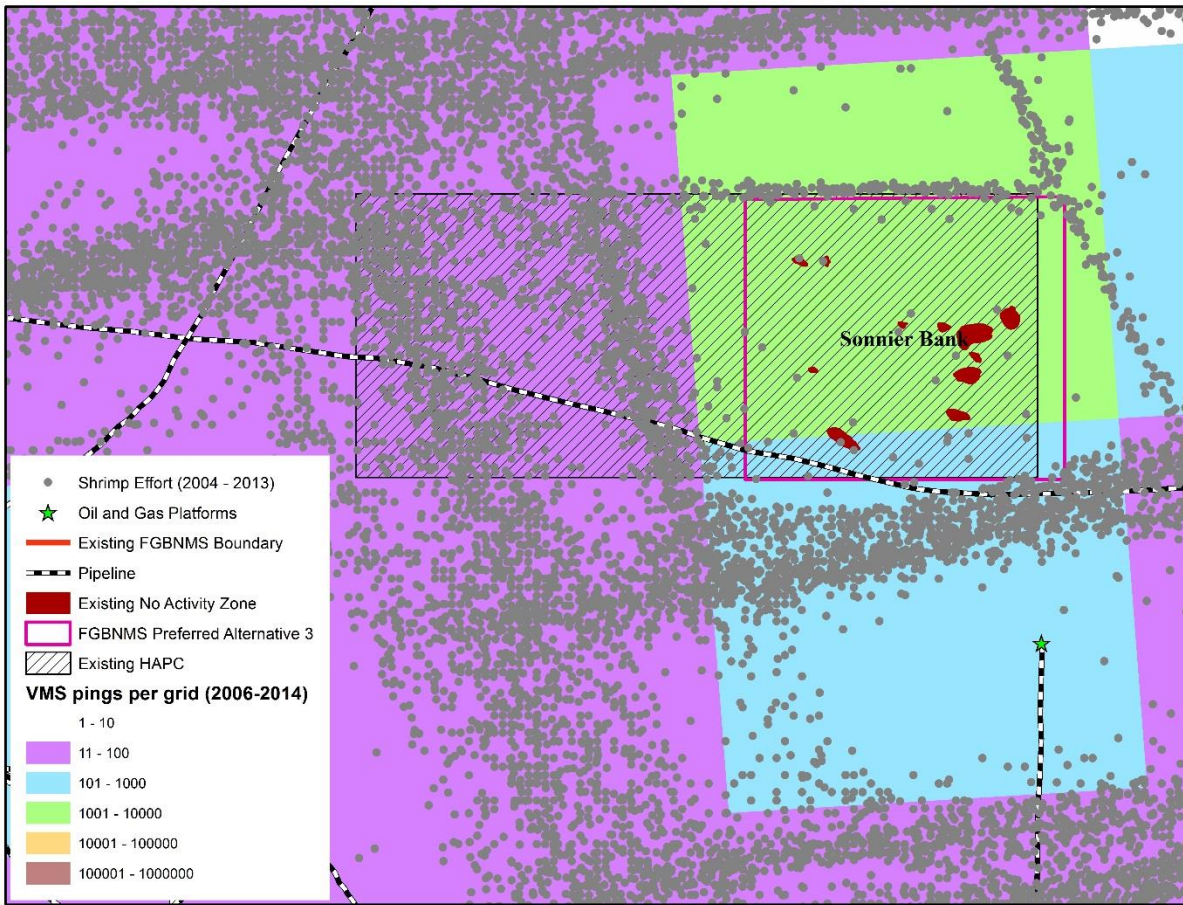 Sonnier Bank
Shrimp Effort (2004 - 2013)
Oil and Gas Platforms
Existing FGBNMS Boundary
Pipeline
Existing No Activity Zone
FGBNMS Preferred Alternative 3
Existing HAPC
VMS pings per grid (2006-2014)
1 - 10
11 - 100
101 - 1000
1001 - 10000
10001 - 100000
100001 - 1000000